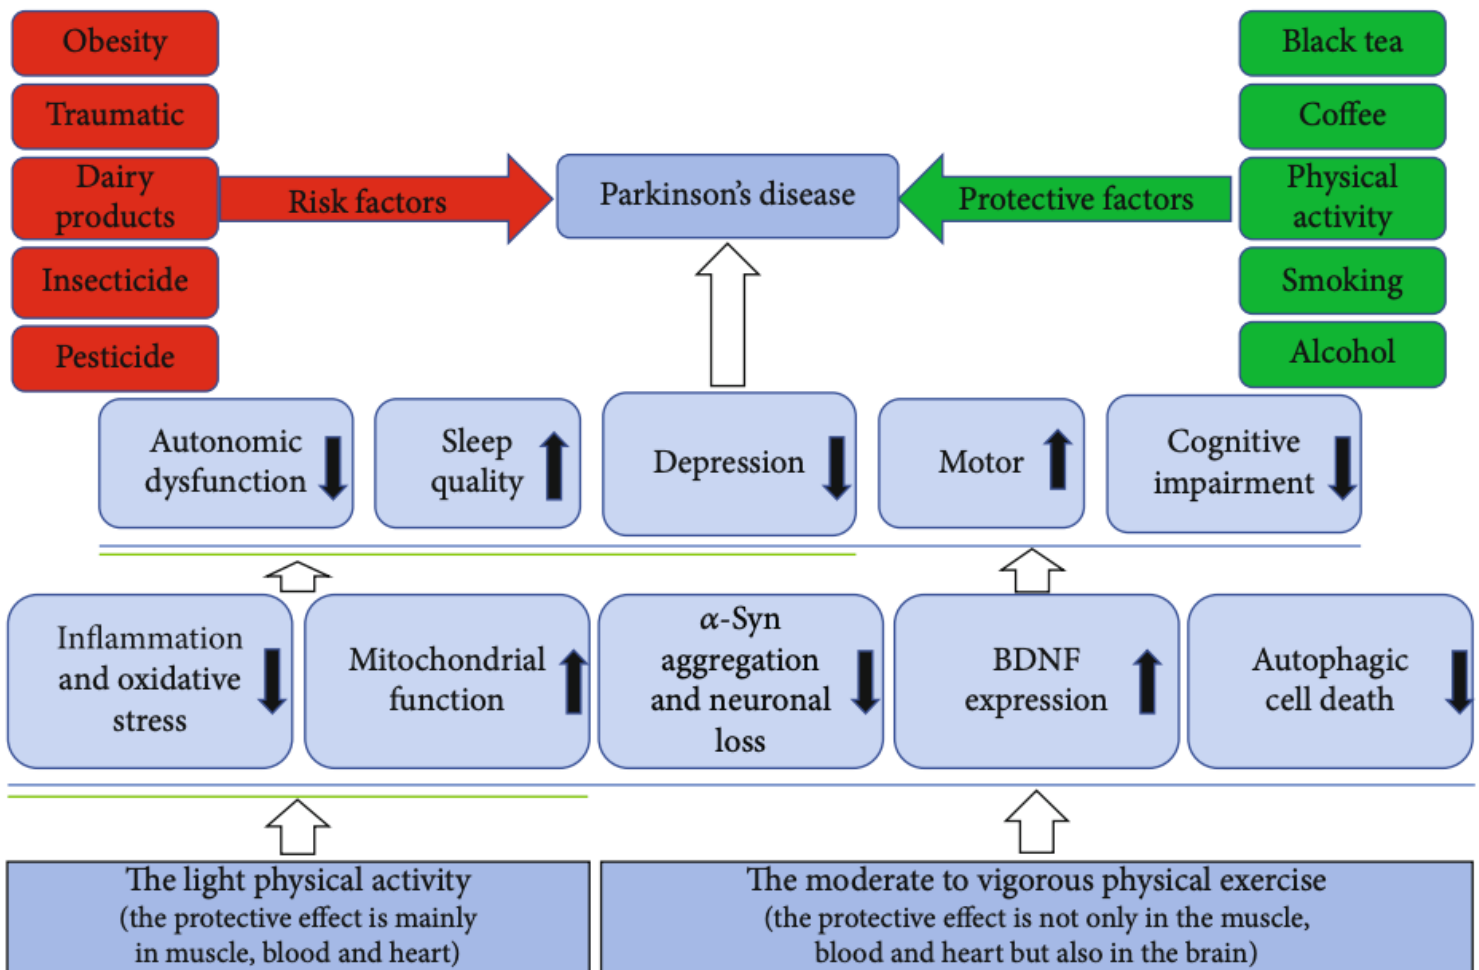 Obesity
Traumatic
Dairy
products
Insecticide
Pesticide
Risk factors
Parkinson's disease
Protective factors
Black tea
Coffee
Physical
activity
Smoking
Alcohol
Autonomic
dysfunction
Sleep
quality
Depression
Motor
Cognitive
impairment
Inflammation
and oxidative
stress
Mitochondrial
function
α-Syn
aggregation
and neuronal
loss
BDNF
expression
Autophagic
cell death
The light physical activity
(the protective effect is mainly
in muscle, blood and heart)
The moderate to vigorous physical exercise
(the protective effect is not only in the muscle,
blood and heart but also in the brain)